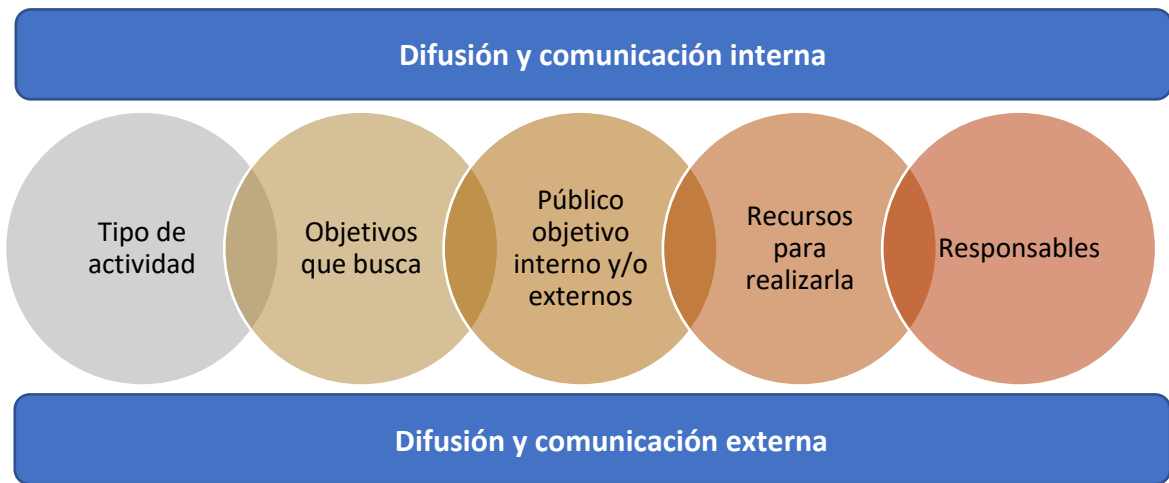 Difusión y comunicación interna
Tipo de
actividad
Objetivos
que busca
Público
objetivo
interno y/o
externos
Recursos
para
realizarla
Responsables
Difusión y comunicación externa